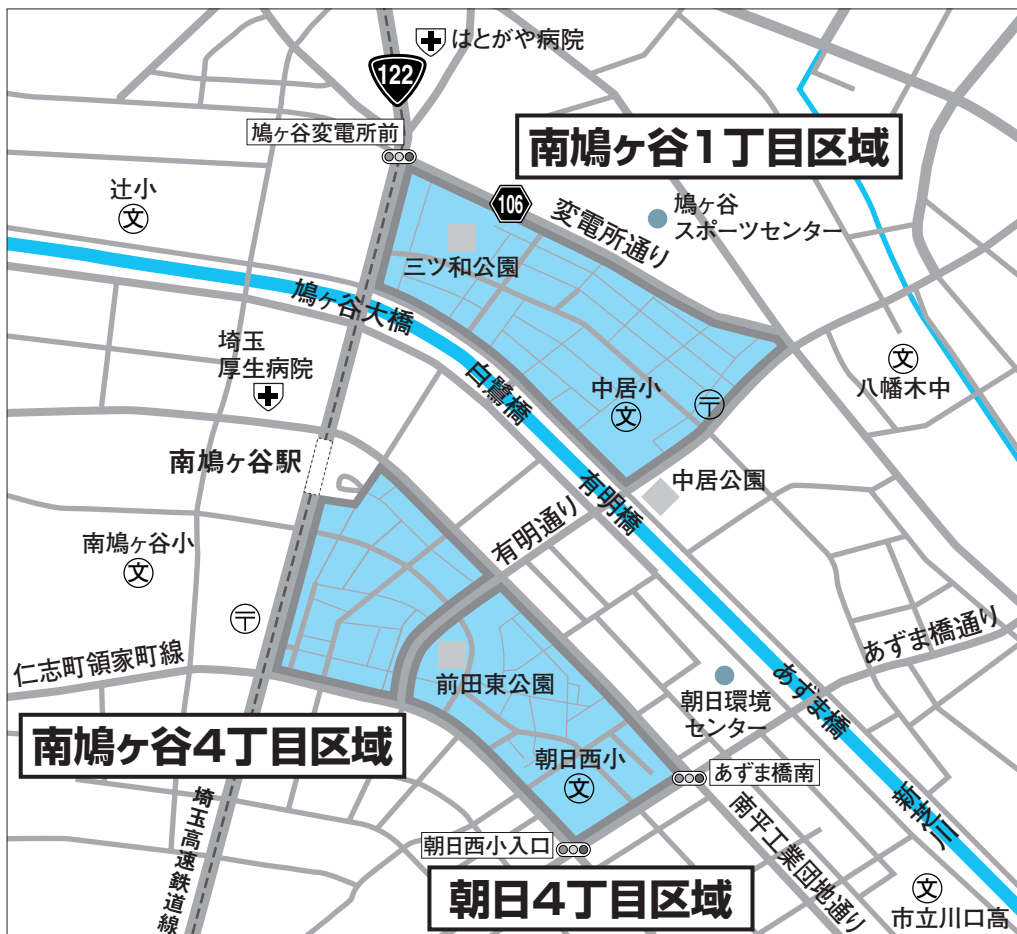 はとがや病院
122
鳩ヶ谷変電所前
南鳩ヶ谷1丁目区域
辻小
文
106
変電所通り
鳩ヶ谷
スポーツセンター
三ツ和公園
鳩ヶ谷大橋
埼玉
厚生病院
白鷺橋
中居小
文
〒
文
八幡木中
南鳩ヶ谷駅
有明橋
中居公園
有明通り
南鳩ヶ谷小
文
〒
仁志町領家町線
前田東公園
あずま橋通り
あずま橋
朝日環境
センター
南鳩ヶ谷4丁目区域
朝日西小
文
あずま橋南
埼玉高速鉄道線
新芝川
南平工業団地通り
朝日西小入口
朝日4丁目区域
文
市立川口高